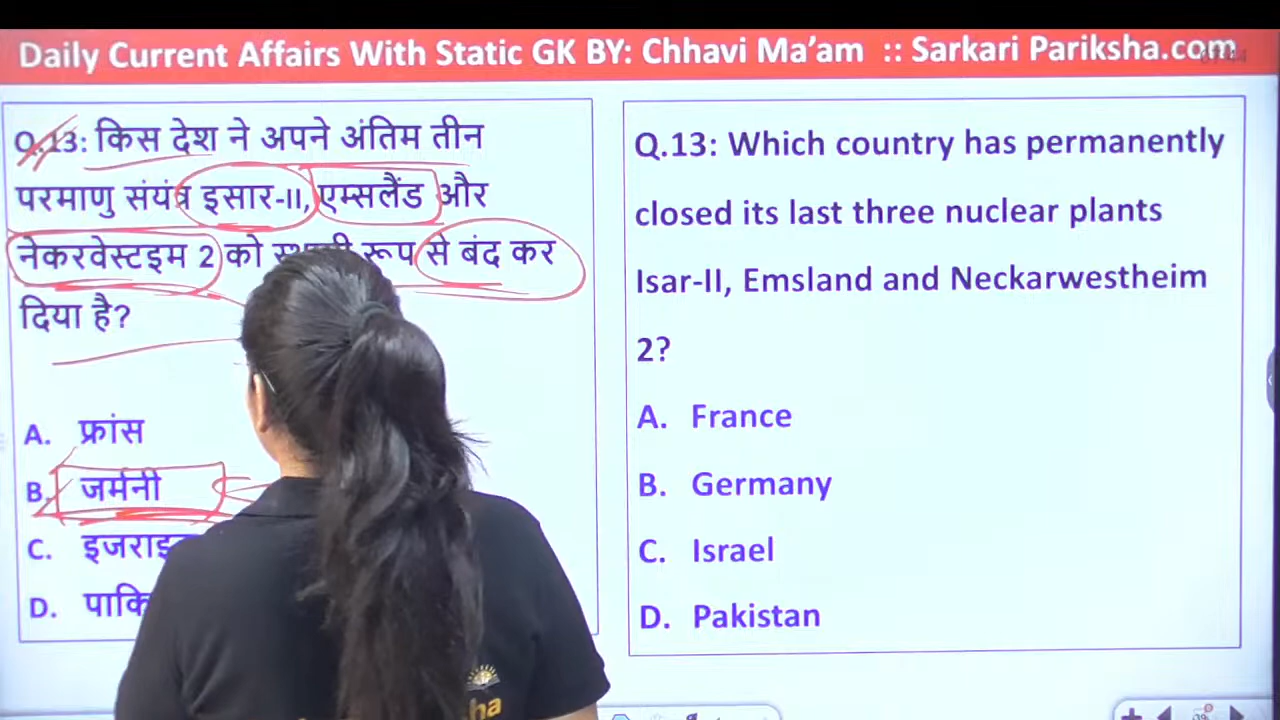 Daily Current Affairs With Static GK BY: Chhavi Ma’am :: Sarkari Pariksha.com
Q.13: किस देश ने अपने अंतिम तीन
परमाणु संयंत्र इसार-II, एम्सलैंड और
नेकरवेस्टइम 2 को रूप से बंद कर
दिया है?
A. फ्रांस
B. जर्मनी
C.
D.
Q.13: Which country has permanently
closed its last three nuclear plants
Isar-II, Emsland and Neckarwestheim
2?
A. France
B. Germany
C. Israel
D. Pakistan